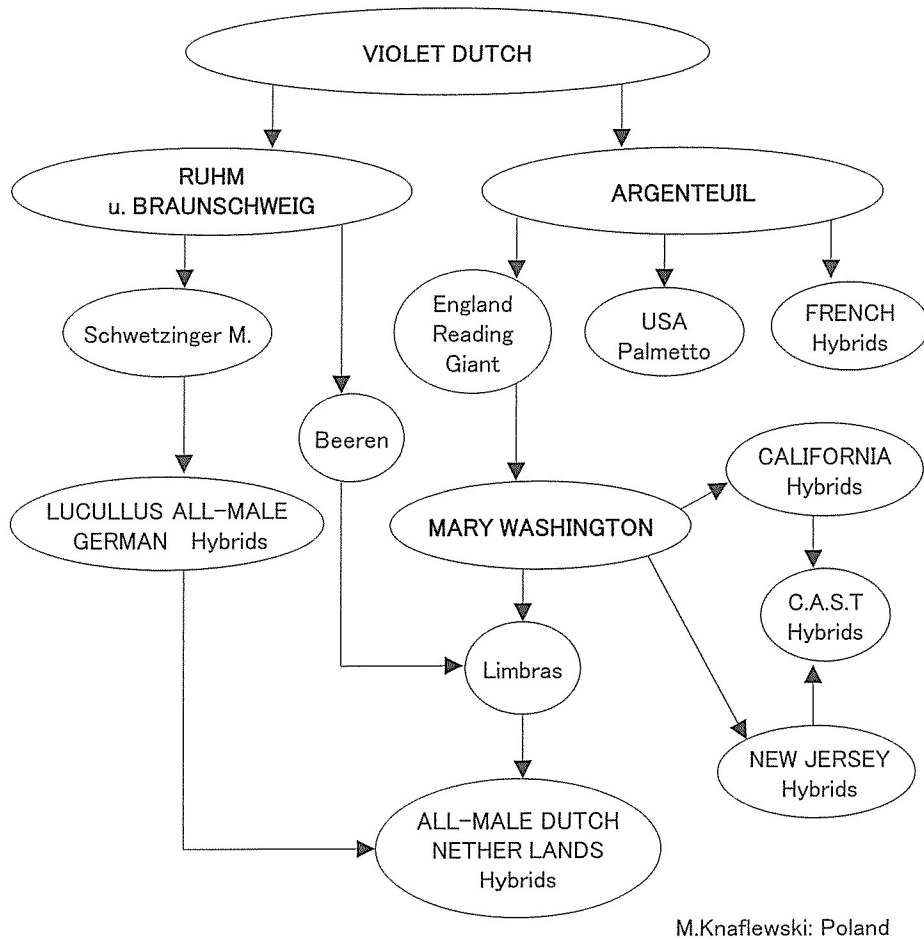 VIOLET DUTCH
RUHM
u. BRAUNSCHWEIG
ARGENTEUIL
Schwetzinger M.
England
Reading
Giant
USA
Palmetto
FRENCH
Hybrids
Beeren
CALIFORNIA
Hybrids
LUCULLUS ALL-MALE
GERMAN Hybrids
MARY WASHINGTON
C.A.S.T
Hybrids
Limbras
NEW JERSEY
Hybrids
ALL-MALE DUTCH
NETHER LANDS
Hybrids
M.Knaflewski: Poland